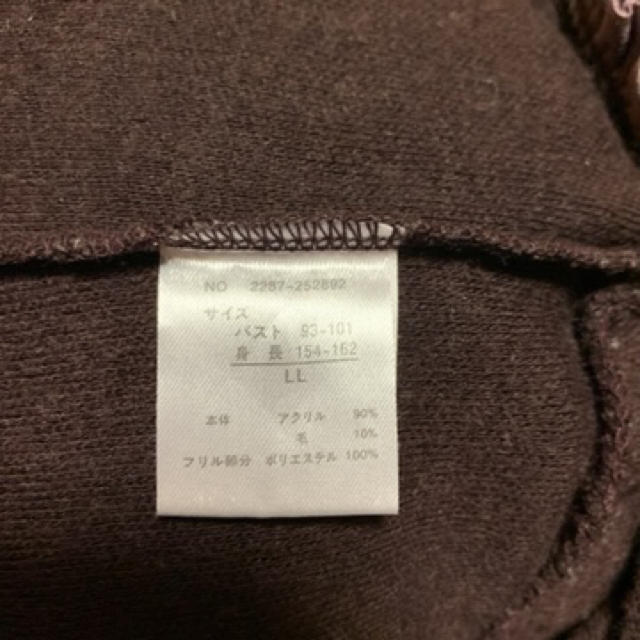 NO 2287-252892
サイズ
バスト 93-101
身長 154-162
LL
本体 アクリル 90%
毛 10%
フリル部分 ポリエステル 100%